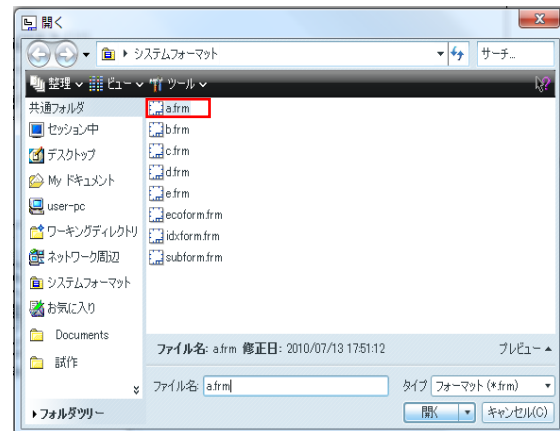 開く
システムフォーマット
サーチ...
整理 ビュー ツール
共通フォルダ
セッション中
デスクトップ
My ドキュメント
user-pc
ワーキングディレクトリ
ネットワーク周辺
システムフォーマット
お気に入り
Documents
試作
フォルダツリー
a.frm
b.frm
c.frm
d.frm
e.frm
ecoform.frm
idxform.frm
subform.frm
ファイル名: a.frm 修正日: 2010/07/13 17:51:12 プレビュー
ファイル名 a.frm タイプ フォーマット (*.frm)
開く キャンセル(C)